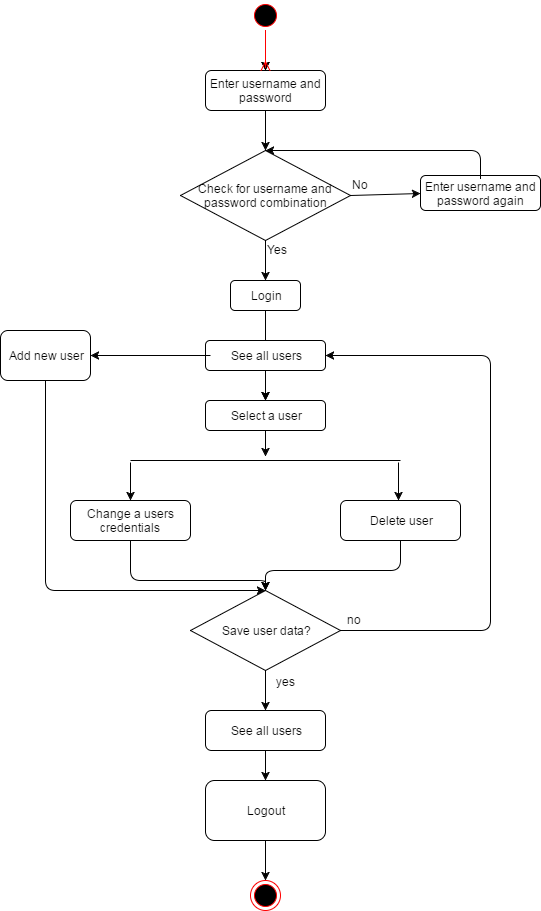 Enter username and
password
Check for username and
password combination
No
Enter username and
password again
Yes
Login
Add new user
See all users
Select a user
Change a users
credentials
Delete user
Save user data?
no
yes
See all users
Logout